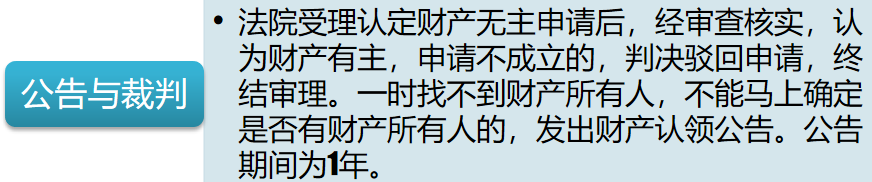 公告与裁判
• 法院受理认定财产无主申请后，经审查核实，认
为财产有主，申请不成立的，判决驳回申请，终
结审理。一时找不到财产所有人，不能马上确定
是否有财产所有人的，发出财产认领公告。公告
期间为1年。